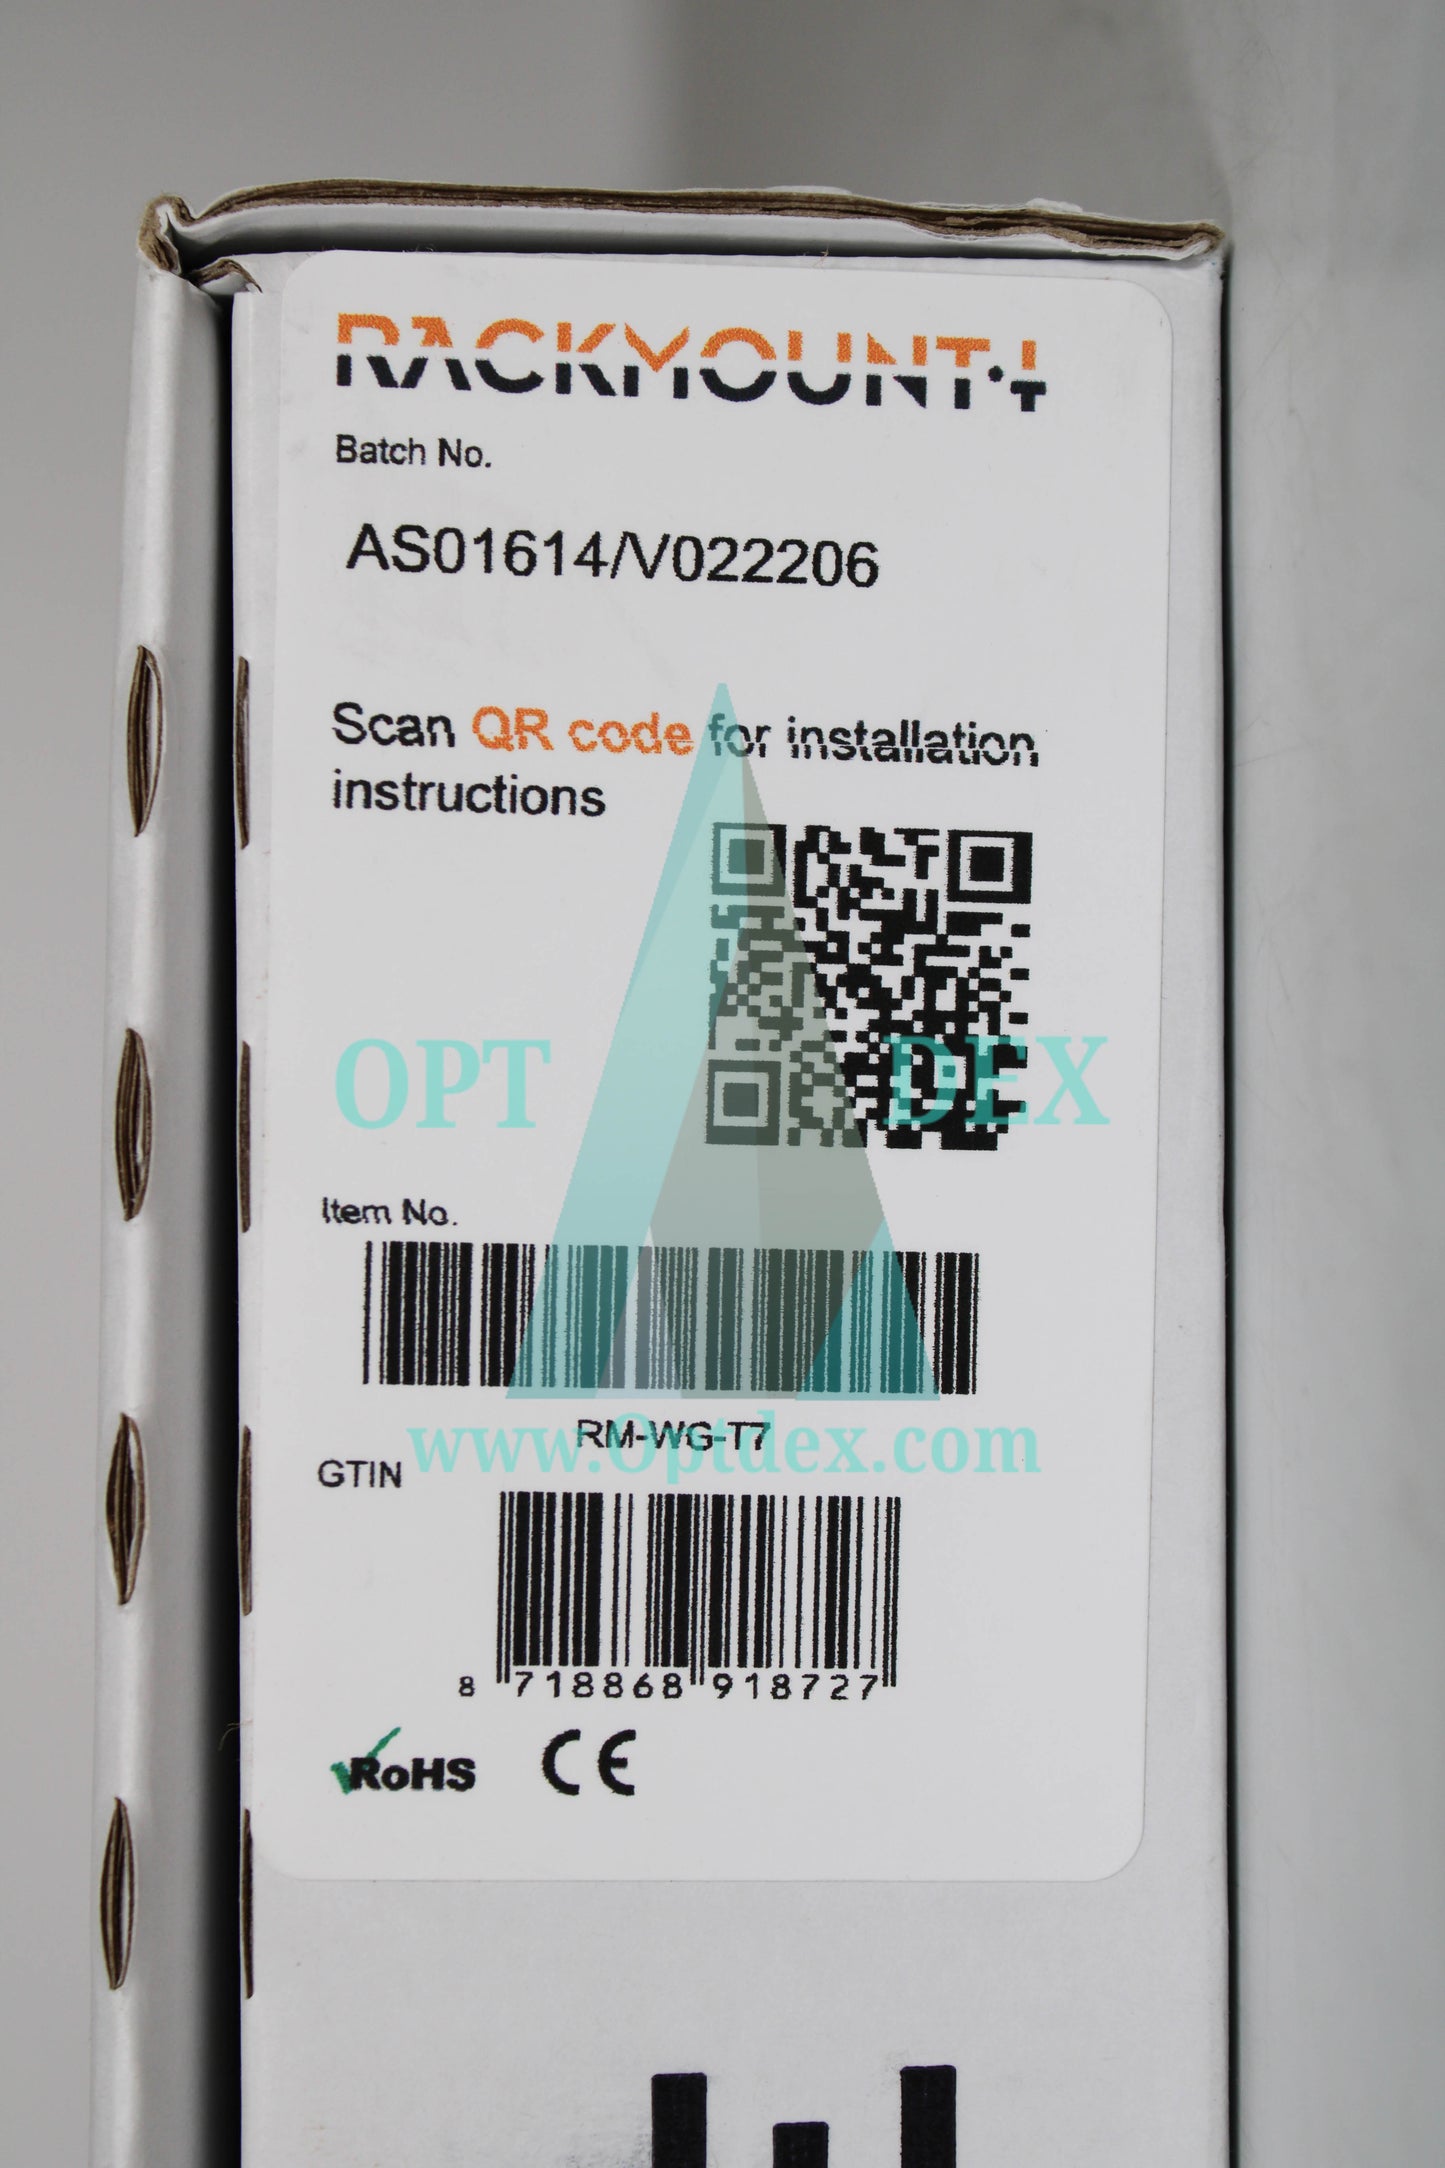 RACKMOUNT.IT
Batch No.
AS01614/V022206
Scan QR code for installation
instructions
OPT DEX
Item No.
RM-WG-T7
www.Optdex.com
GTIN
8 718868 918727
RoHS CE